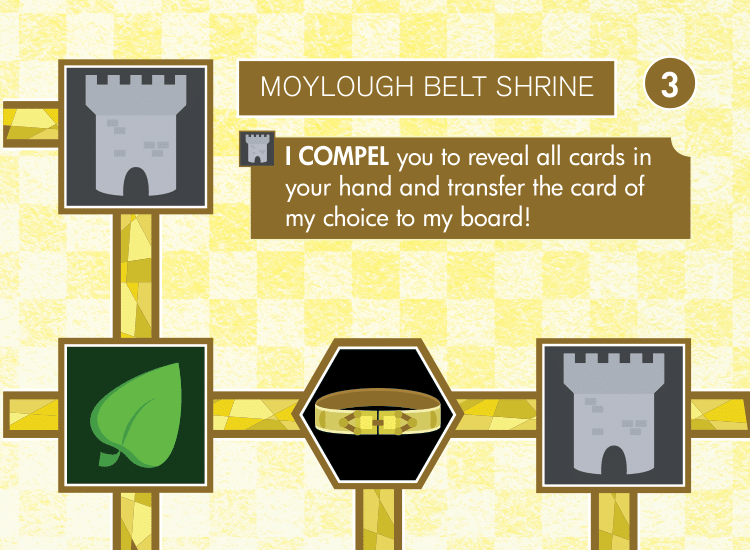 MOYLOUGH BELT SHRINE
3
I COMPEL you to reveal all cards in
your hand and transfer the card of
my choice to my board!